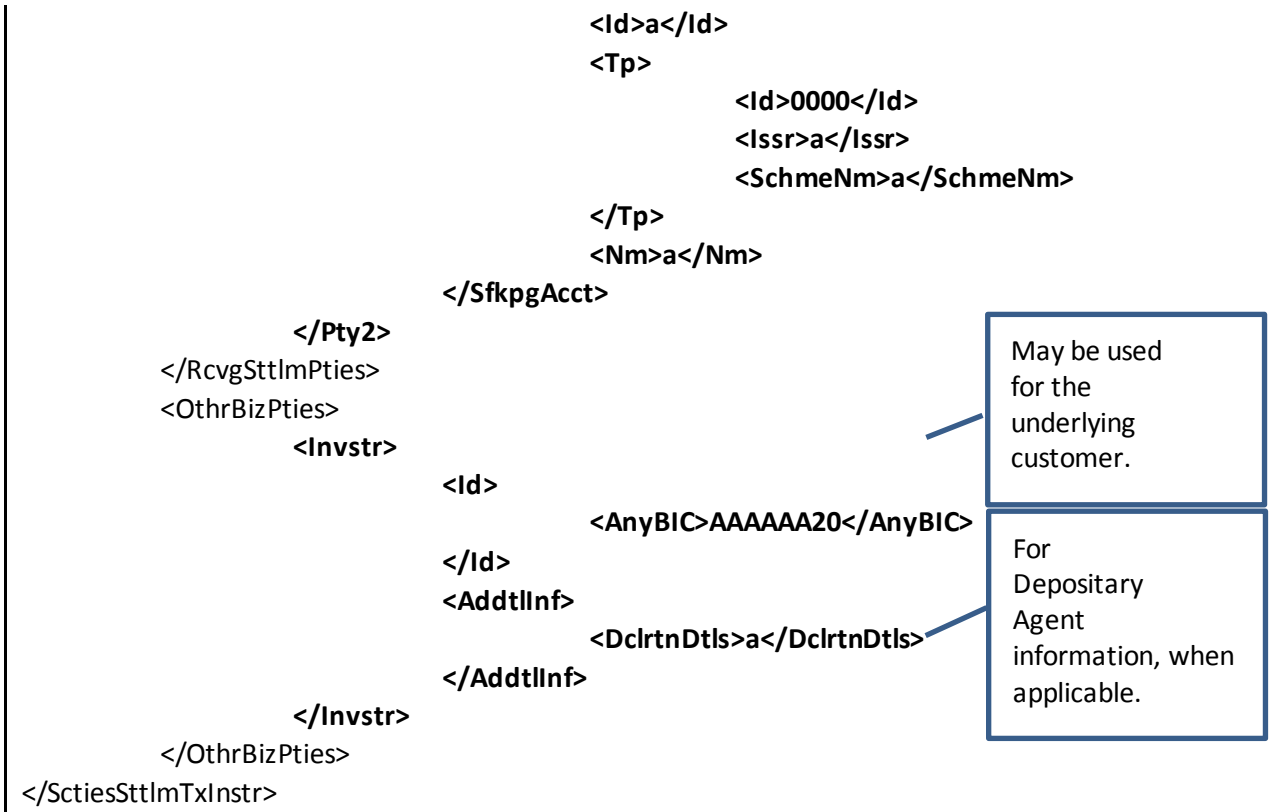 <Id>a</Id>
<Tp>
<Id>0000</Id>
<Issr>a</Issr>
<SchmeNm>a</SchmeNm>
</Tp>
<Nm>a</Nm>
</SfkpgAcct>
</Pty2>
</RcvgSttlmPties>
<OthrBizPties>
<Invstr>
<Id>
<AnyBIC>AAAAAA20</AnyBIC>
</Id>
<AddtlInf>
<DclrtnDtls>a</DclrtnDtls>
</AddtlInf>
</Invstr>
</OthrBizPties>
</SctiesSttlmTxInstr>
May be used
for the
underlying
customer.
For
Depositary
Agent
information, when
applicable.